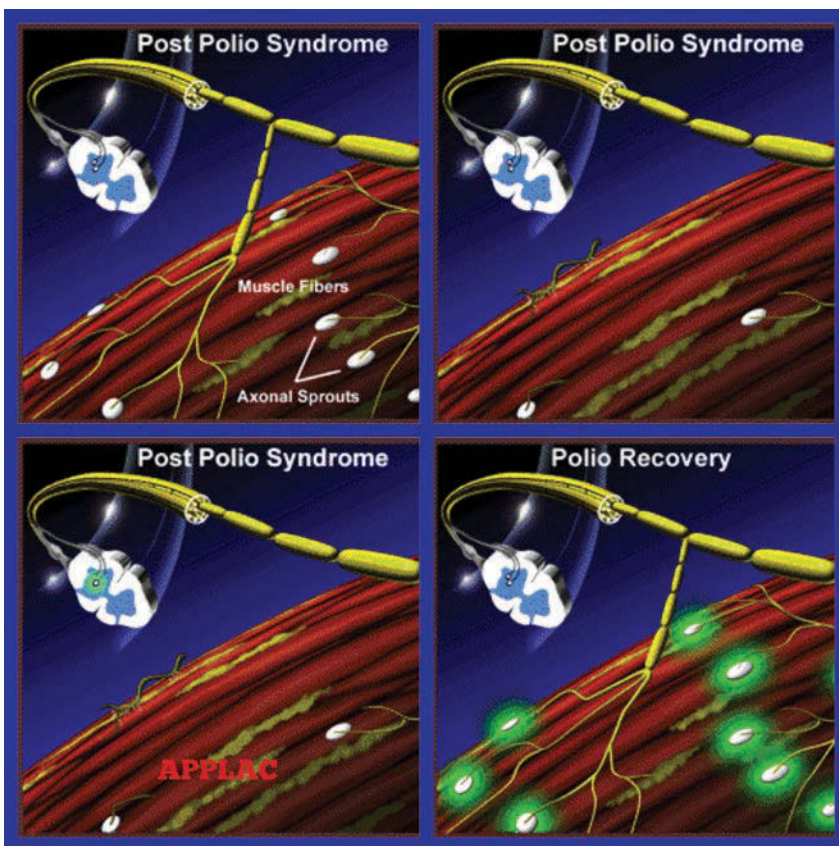 Post Polio Syndrome
Muscle Fibers
Axonal Sprouts
Post Polio Syndrome
Post Polio Syndrome
APPLAC
Polio Recovery